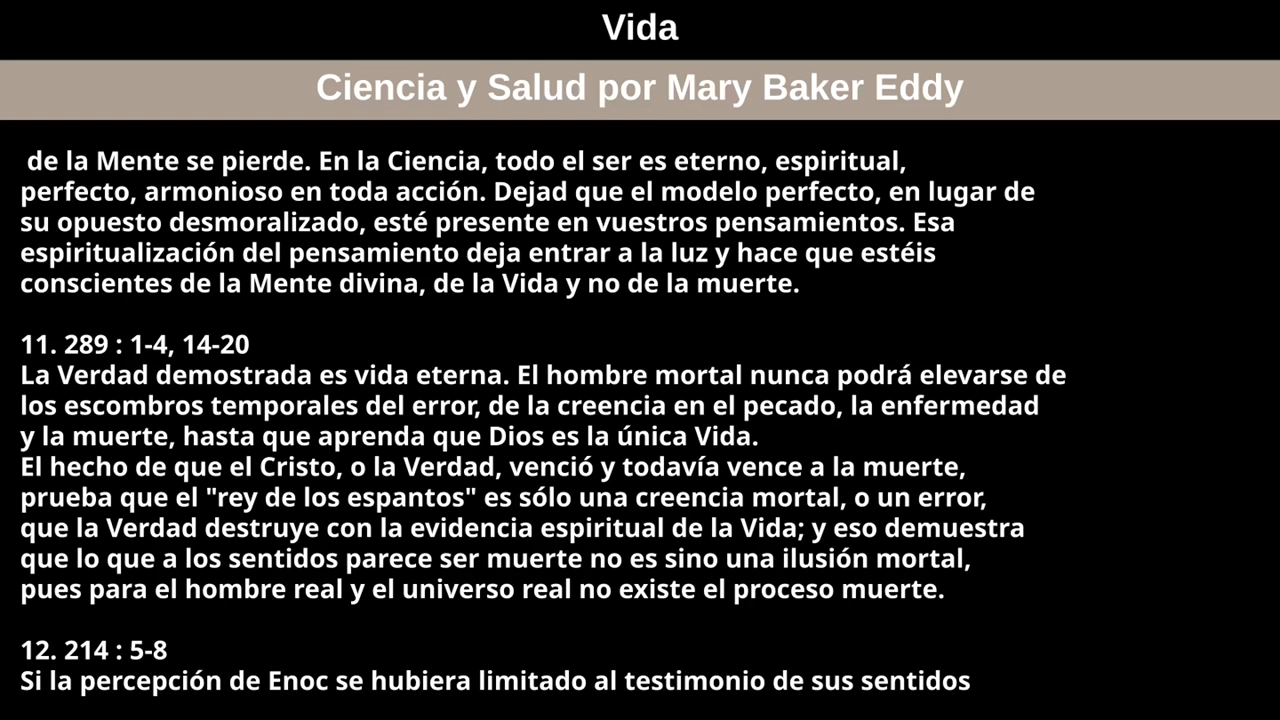 Vida
Ciencia y Salud por Mary Baker Eddy
de la Mente se pierde. En la Ciencia, todo el ser es eterno, espiritual,
perfecto, armonioso en toda acción. Dejad que el modelo perfecto, en lugar de
su opuesto desmoralizado, esté presente en vuestros pensamientos. Esa
espiritualización del pensamiento deja entrar a la luz y hace que estéis
conscientes de la Mente divina, de la Vida y no de la muerte.
11. 289 : 1-4, 14-20
La Verdad demostrada es vida eterna. El hombre mortal nunca podrá elevarse de
los escombros temporales del error, de la creencia en el pecado, la enfermedad
y la muerte, hasta que aprenda que Dios es la única Vida.
El hecho de que el Cristo, o la Verdad, venció y todavía vence a la muerte,
prueba que el "rey de los espantos" es sólo una creencia mortal, o un error,
que la Verdad destruye con la evidencia espiritual de la Vida; y eso demuestra
que lo que a los sentidos parece ser muerte no es sino una ilusión mortal,
pues para el hombre real y el universo real no existe el proceso muerte.
12. 214 : 5-8
Si la percepción de Enoc se hubiera limitado al testimonio de sus sentidos